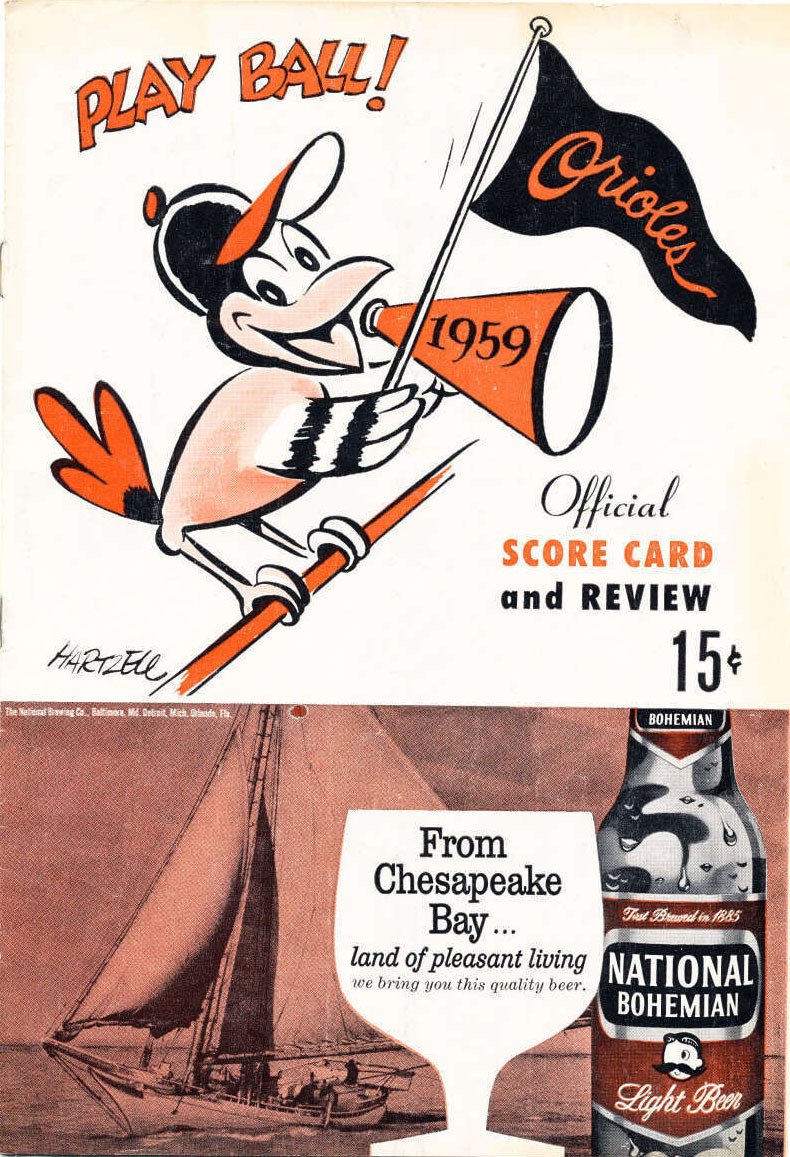 PLAY BALL!
Orioles
1959
Official
SCORE CARD
and REVIEW
15¢
HARTZELL
The National Brewing Co., Baltimore, Md. Detroit, Mich. Orlando, Fla.
BOHEMIAN
From
Chesapeake
Bay...
land of pleasant living
we bring you this quality beer.
First Brewed in 1885
NATIONAL
BOHEMIAN
Light Beer